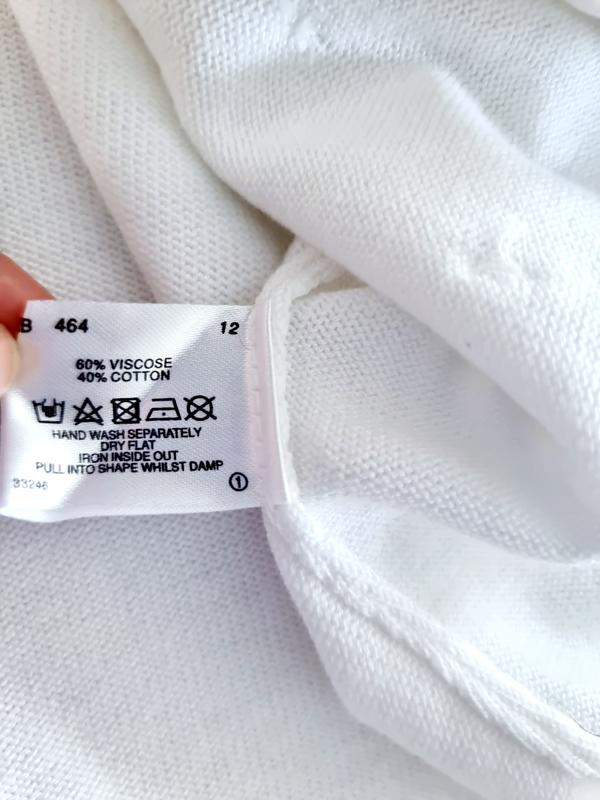 B 464 12
60% VISCOSE
40% COTTON
HAND WASH SEPARATELY
DRY FLAT
IRON INSIDE OUT
PULL INTO SHAPE WHILST DAMP
33246 1